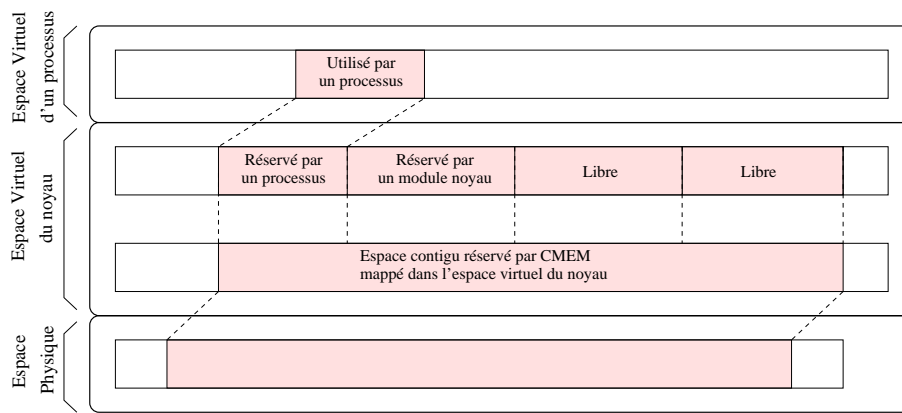 Espace Virtuel
d'un processus
Utilisé par
un processus
Espace Virtuel
du noyau
Réservé par
un processus
Réservé par
un module noyau
Libre
Libre
Espace contigu réservé par CMEM
mappé dans l'espace virtuel du noyau
Espace
Physique